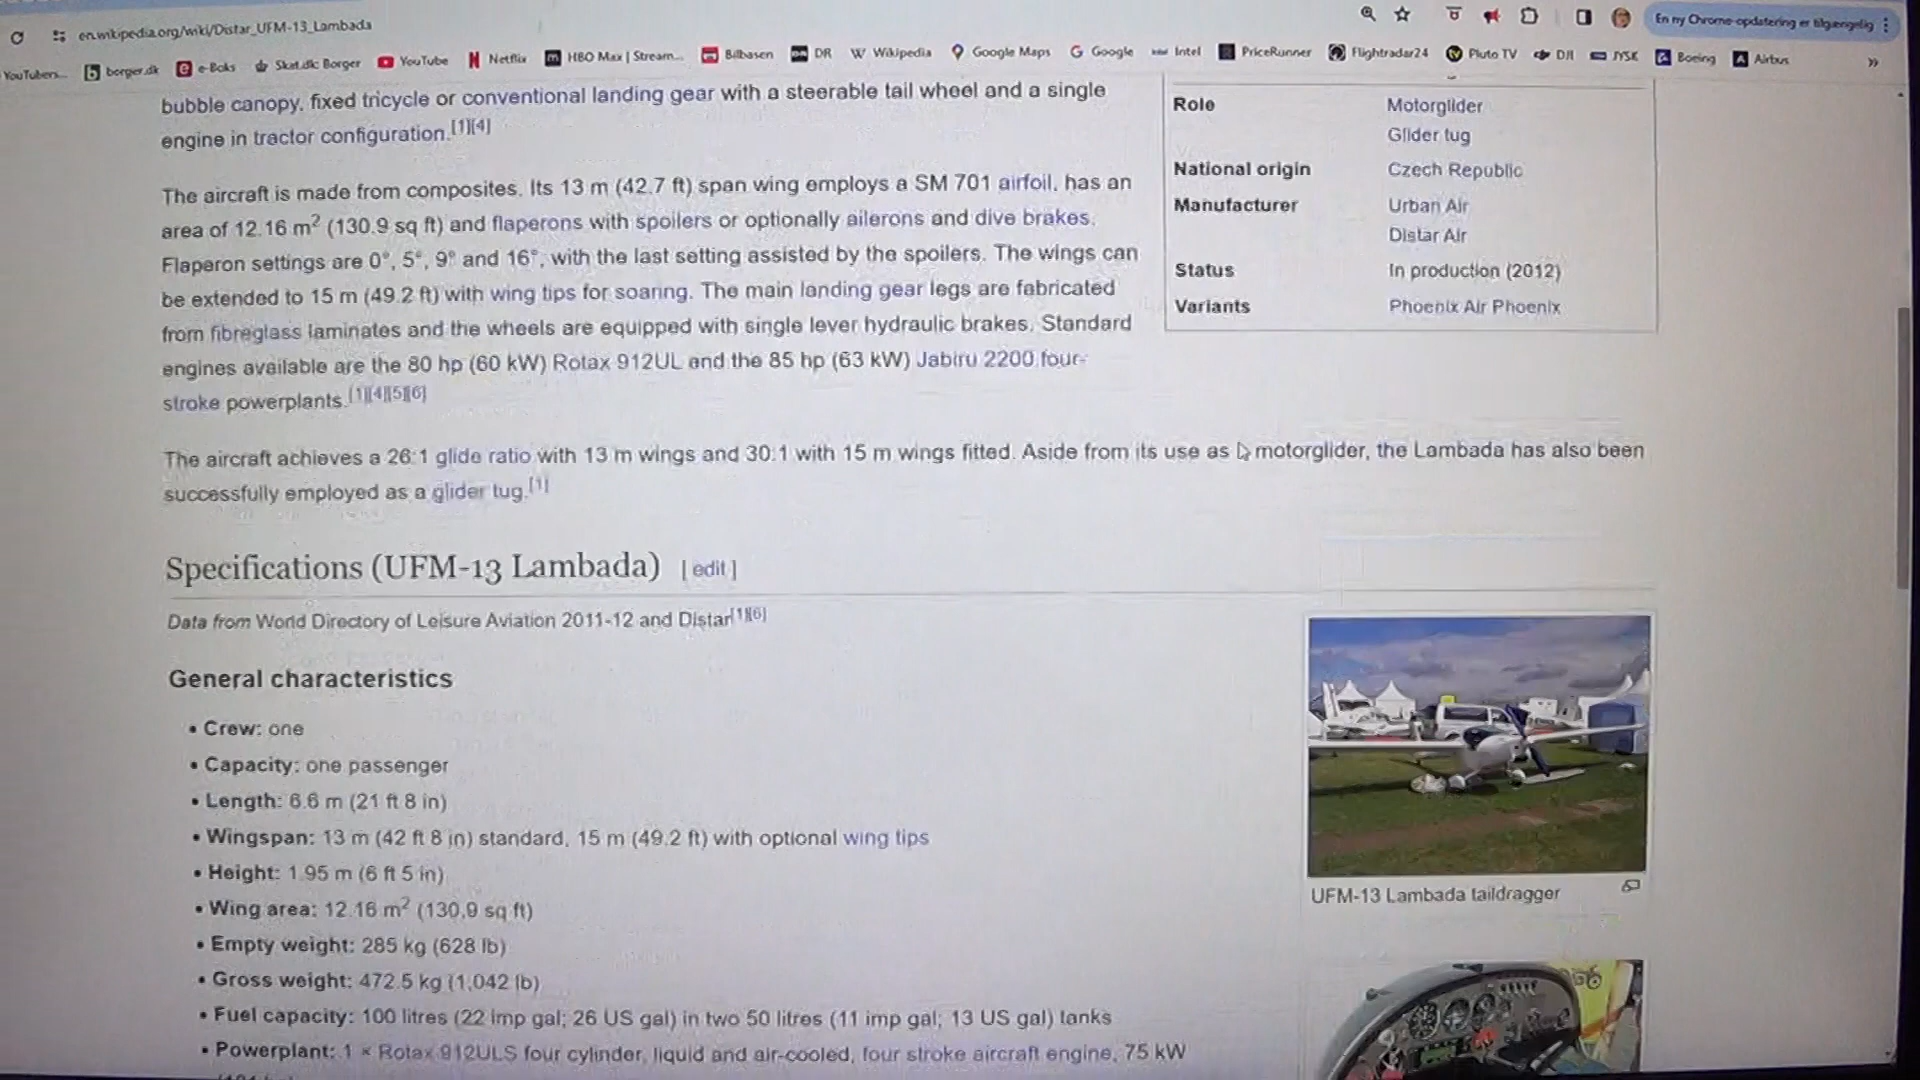 en.wikipedia.org/wiki/Distar_UFM-13_Lambada
En ny Chrome-opdatering er tilgængelig
YouTubers... borger.dk e-Boks Skat.dk: Borger YouTube Netflix HBO Max | Stream... Bilbasen DR Wikipedia Google Maps Google Intel PriceRunner Flightradar24 Pluto TV DJI JYSK Boeing Airbus
bubble canopy, fixed tricycle or conventional landing gear with a steerable tail wheel and a single
engine in tractor configuration.[1][4]
The aircraft is made from composites. Its 13 m (42.7 ft) span wing employs a SM 701 airfoil, has an
area of 12.16 m² (130.9 sq ft) and flaperons with spoilers or optionally ailerons and dive brakes.
Flaperon settings are 0°, 5°, 9° and 16°, with the last setting assisted by the spoilers. The wings can
be extended to 15 m (49.2 ft) with wing tips for soaring. The main landing gear legs are fabricated
from fibreglass laminates and the wheels are equipped with single lever hydraulic brakes. Standard
engines available are the 80 hp (60 kW) Rotax 912UL and the 85 hp (63 kW) Jabiru 2200 four-
stroke powerplants.[1][4][5][6]
Role Motorglider
Glider tug
National origin Czech Republic
Manufacturer Urban Air
Distar Air
Status In production (2012)
Variants Phoenix Air Phoenix
The aircraft achieves a 26:1 glide ratio with 13 m wings and 30:1 with 15 m wings fitted. Aside from its use as motorglider, the Lambada has also been
successfully employed as a glider tug.[1]
Specifications (UFM-13 Lambada) [ edit ]
Data from World Directory of Leisure Aviation 2011-12 and Distar[1][6]
General characteristics
• Crew: one
• Capacity: one passenger
• Length: 6.6 m (21 ft 8 in)
• Wingspan: 13 m (42 ft 8 in) standard, 15 m (49.2 ft) with optional wing tips
• Height: 1.95 m (6 ft 5 in)
• Wing area: 12.16 m² (130.9 sq ft)
• Empty weight: 285 kg (628 lb)
• Gross weight: 472.5 kg (1,042 lb)
• Fuel capacity: 100 litres (22 imp gal; 26 US gal) in two 50 litres (11 imp gal; 13 US gal) tanks
• Powerplant: 1 × Rotax 912ULS four cylinder, liquid and air-cooled, four stroke aircraft engine, 75 kW
UFM-13 Lambada taildragger